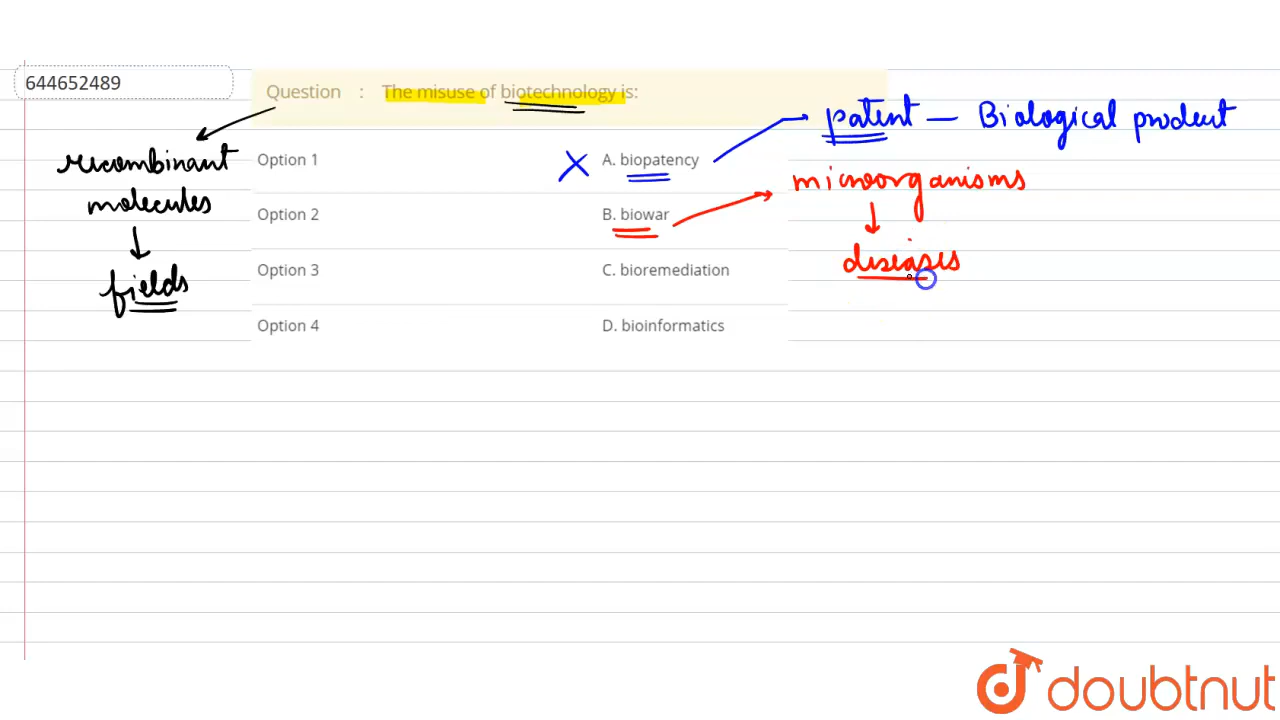 644652489
Question : The misuse of biotechnology is:
patent — Biological product
recombinant
molecules
fields
Option 1 A. biopatency
microorganisms
Option 2 B. biowar
diseases
Option 3 C. bioremediation
Option 4 D. bioinformatics
doubtnut